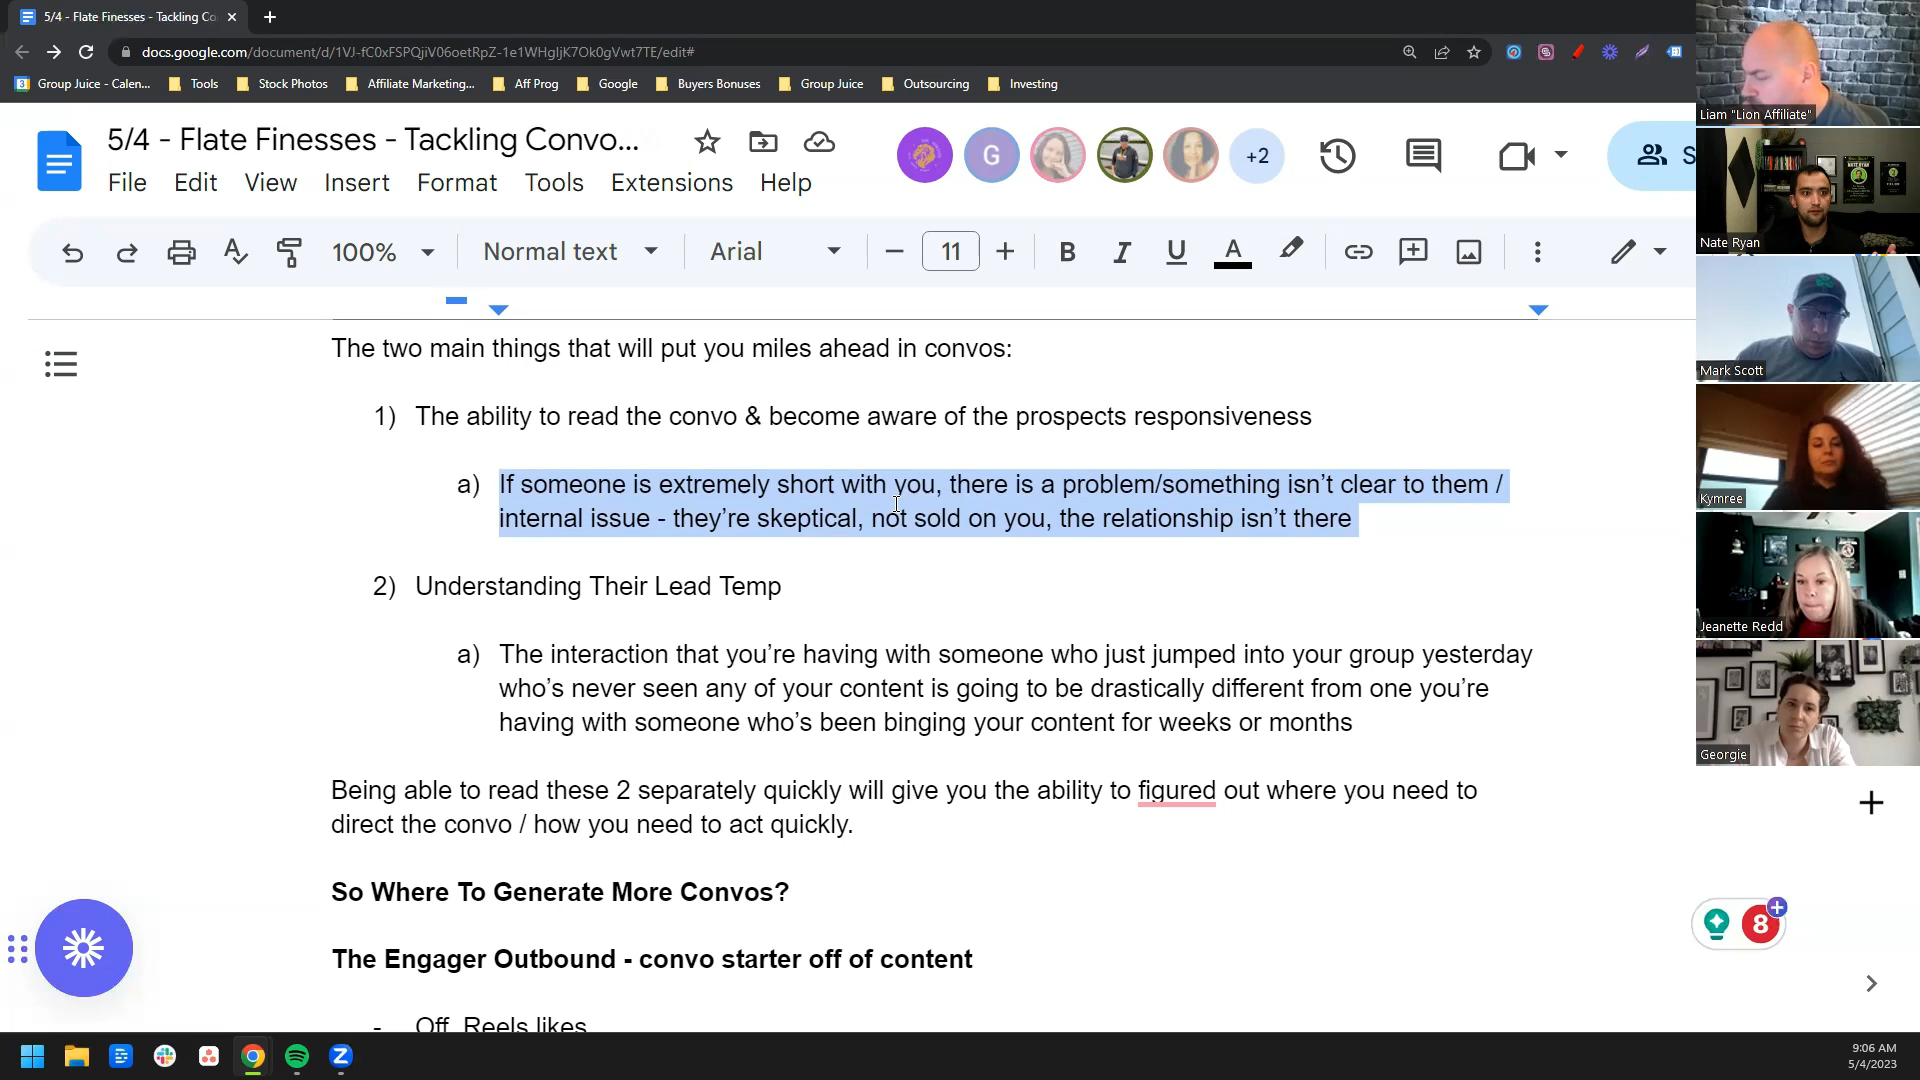 5/4 - Flate Finesses - Tackling Co
docs.google.com/document/d/1VJ-fC0xFSPQjiV06oetRpZ-1e1WHgIjK7Ok0gVwt7TE/edit#
Group Juice - Calen...
Tools
Stock Photos
Affiliate Marketing...
Aff Prog
Google
Buyers Bonuses
Group Juice
Outsourcing
Investing
5/4 - Flate Finesses - Tackling Convo...
G
+2
S
File Edit View Insert Format Tools Extensions Help
100% Normal text Arial 11 B I U A
The two main things that will put you miles ahead in convos:
1) The ability to read the convo & become aware of the prospects responsiveness
a) If someone is extremely short with you, there is a problem/something isn’t clear to them /
internal issue - they’re skeptical, not sold on you, the relationship isn’t there
2) Understanding Their Lead Temp
a) The interaction that you’re having with someone who just jumped into your group yesterday
who’s never seen any of your content is going to be drastically different from one you’re
having with someone who’s been binging your content for weeks or months
Being able to read these 2 separately quickly will give you the ability to figured out where you need to
direct the convo / how you need to act quickly.
So Where To Generate More Convos?
The Engager Outbound - convo starter off of content
- Off Reels likes
8
Liam "Lion Affiliate"
Nate Ryan
Mark Scott
Kymree
Jeanette Redd
Georgie
9:06 AM
5/4/2023